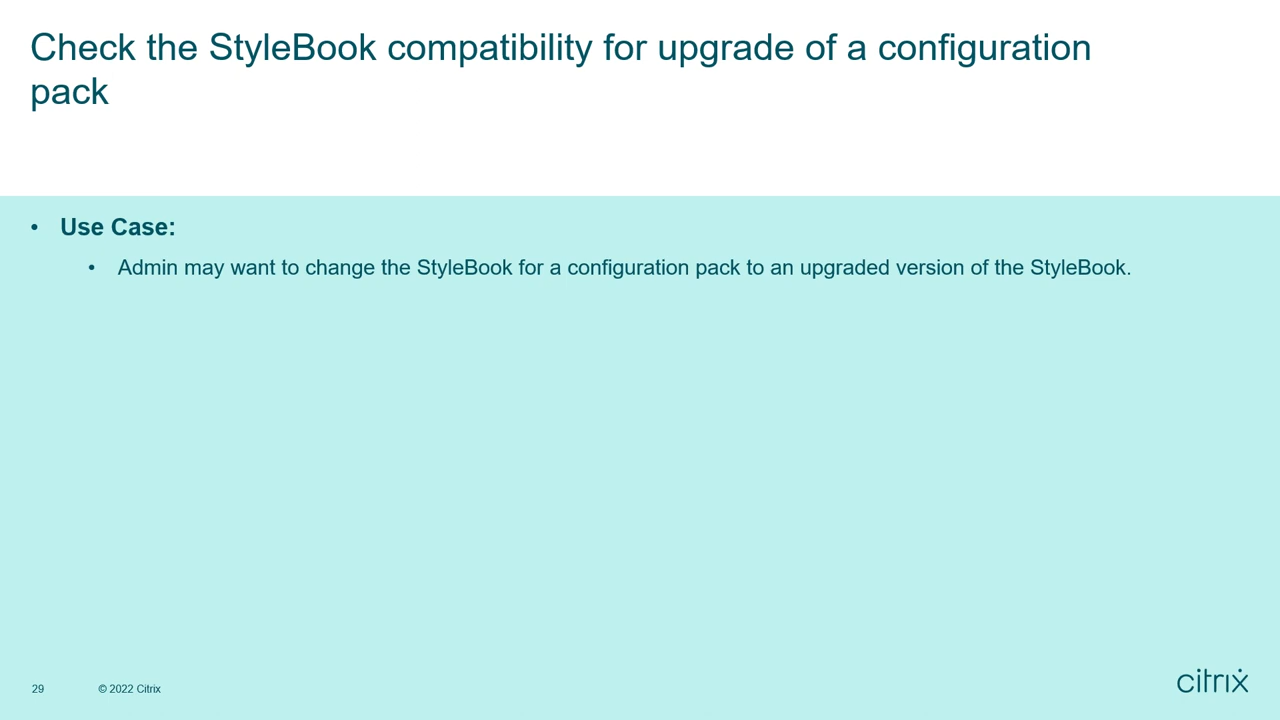 Check the StyleBook compatibility for upgrade of a configuration
pack
• Use Case:
• Admin may want to change the StyleBook for a configuration pack to an upgraded version of the StyleBook.
29 © 2022 Citrix
citrix